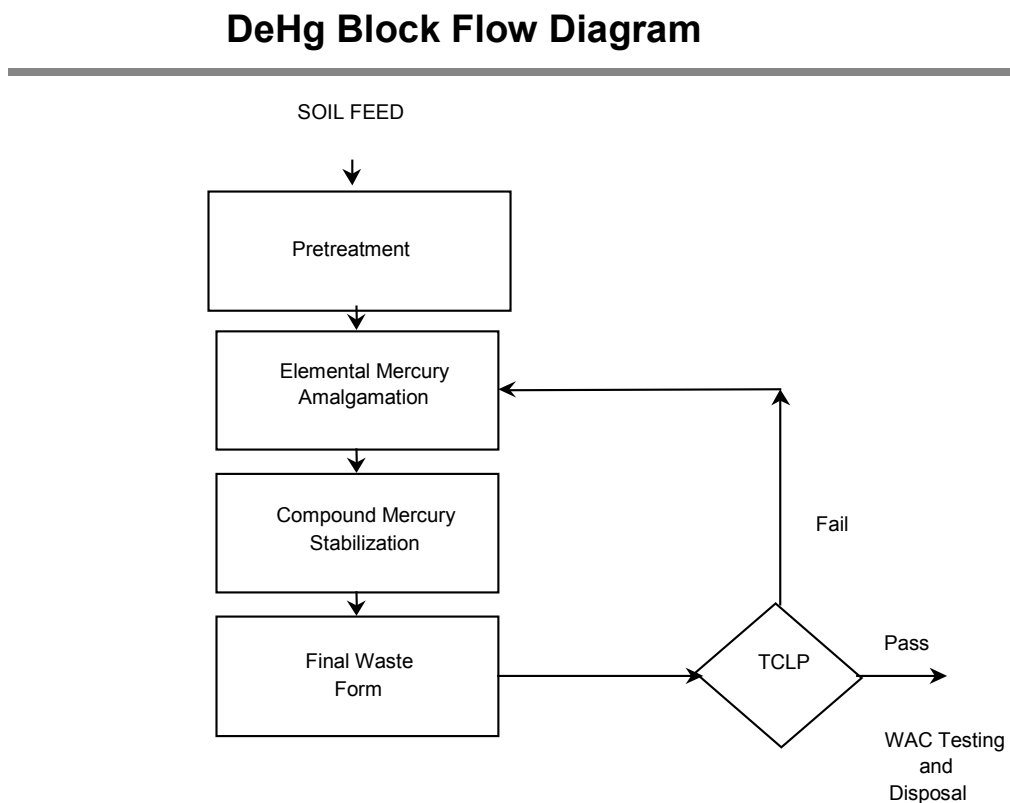 DeHg Block Flow Diagram
SOIL FEED
Pretreatment
Elemental Mercury
Amalgamation
Compound Mercury
Stabilization
Final Waste
Form
TCLP
Fail
Pass
WAC Testing
and
Disposal